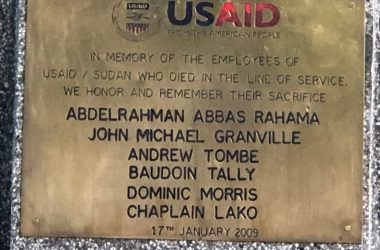 USAID
USAID
FROM THE AMERICAN PEOPLE
IN MEMORY OF THE EMPLOYEES OF
USAID / SUDAN WHO DIED IN THE LINE OF SERVICE.
WE HONOR AND REMEMBER THEIR SACRIFICE
ABDELRAHMAN ABBAS RAHAMA
JOHN MICHAEL GRANVILLE
ANDREW TOMBE
BAUDOIN TALLY
DOMINIC MORRIS
CHAPLAIN LAKO
17TH JANUARY 2009